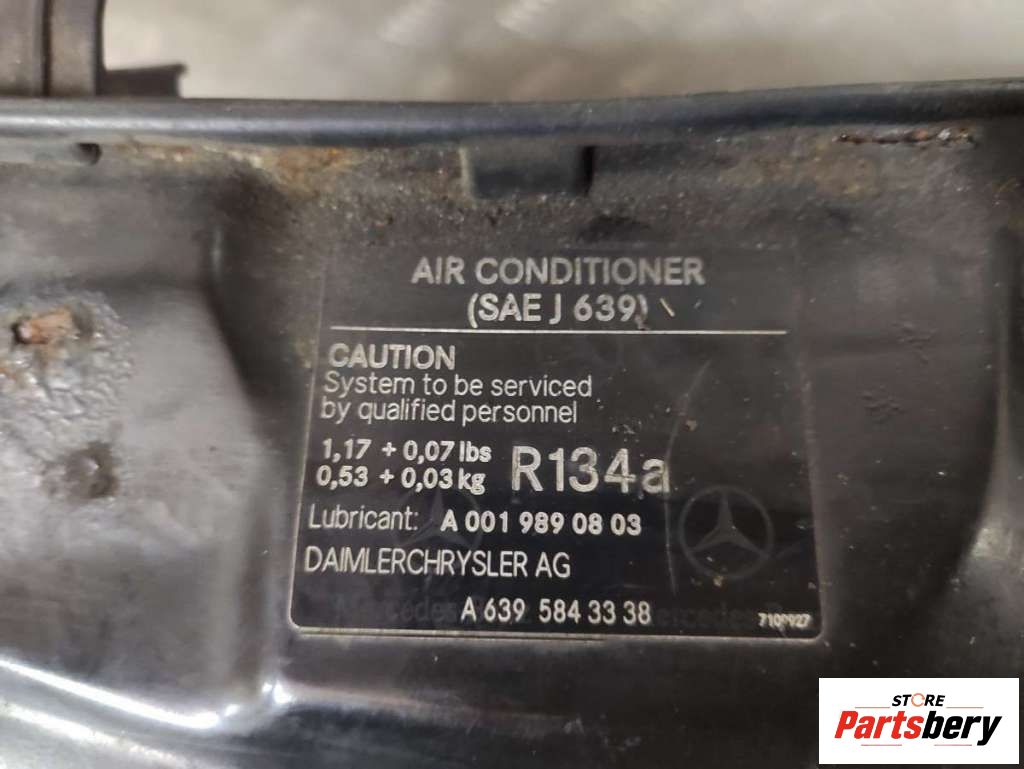 AIR CONDITIONER
(SAE J 639)
CAUTION
System to be serviced
by qualified personnel
1,17 + 0,07 lbs
0,53 + 0,03 kg
R134a
Lubricant: A 001 989 08 03
DAIMLERCHRYSLER AG
A 639 584 33 38
STORE
Partsbery